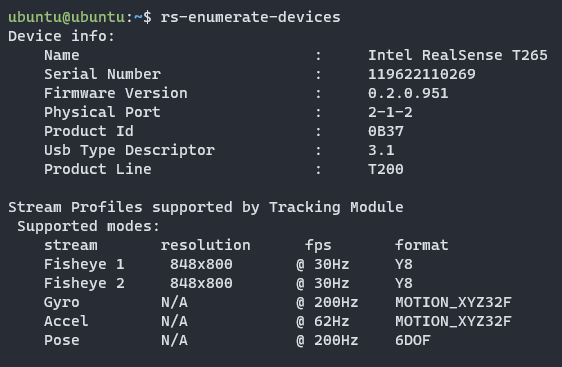 ubuntu@ubuntu:~$ rs-enumerate-devices
Device info:
    Name                          :     Intel RealSense T265
    Serial Number                 :     119622110269
    Firmware Version              :     0.2.0.951
    Physical Port                 :     2-1-2
    Product Id                    :     0B37
    Usb Type Descriptor           :     3.1
    Product Line                  :     T200

Stream Profiles supported by Tracking Module
 Supported modes:
    stream       resolution      fps       format
    Fisheye 1     848x800       @ 30Hz     Y8
    Fisheye 2     848x800       @ 30Hz     Y8
    Gyro         N/A            @ 200Hz    MOTION_XYZ32F
    Accel        N/A            @ 62Hz     MOTION_XYZ32F
    Pose         N/A            @ 200Hz    6DOF